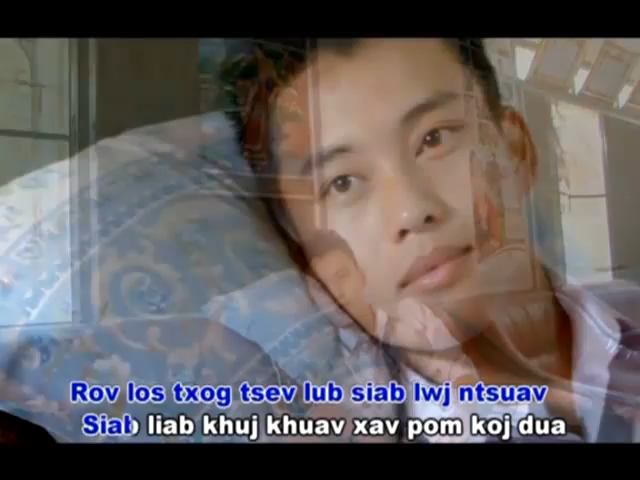 Rov los txog tsev lub siab lwj ntsuav
Siab liab khuj khuav xav pom koj dua